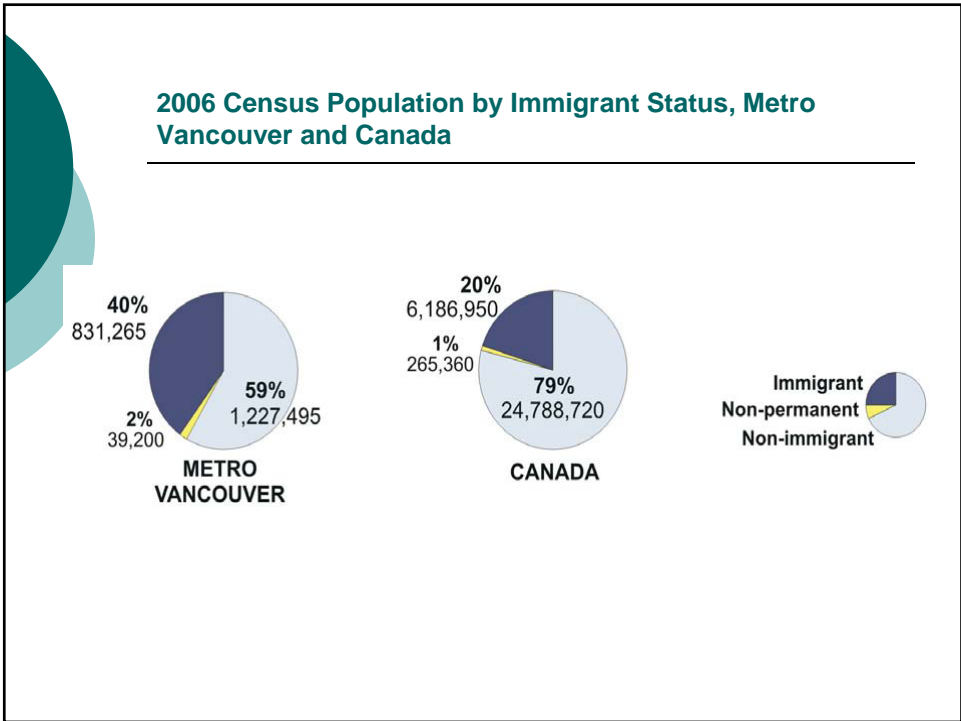 2006 Census Population by Immigrant Status, Metro
Vancouver and Canada
40%
831,265
59%
1,227,495
2%
39,200
METRO
VANCOUVER
20%
6,186,950
1%
265,360
79%
24,788,720
CANADA
Immigrant
Non-permanent
Non-immigrant